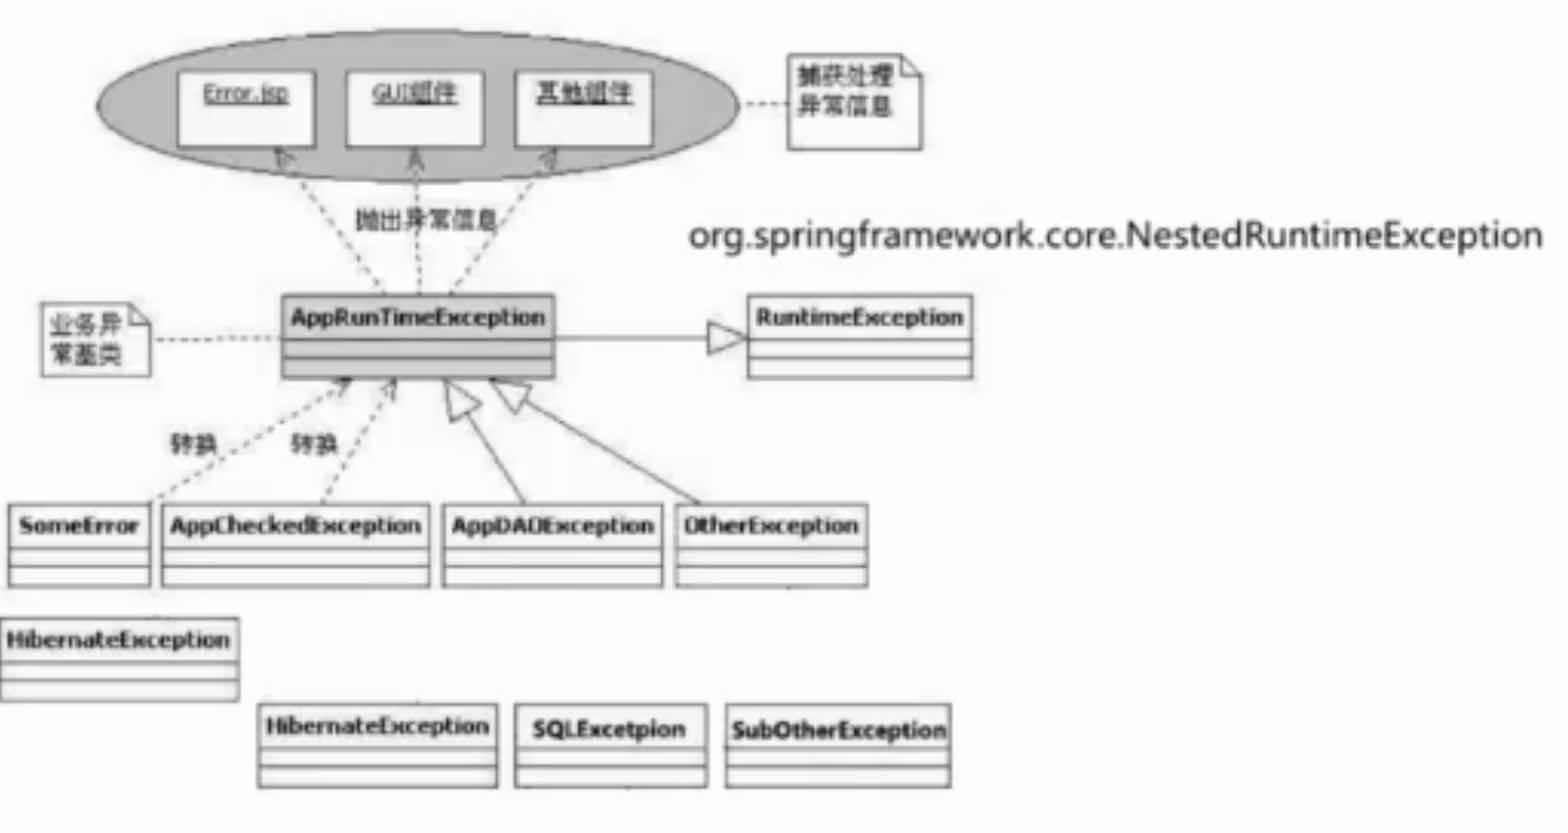 Error.jsp
GUI组件
其他组件
捕获处理
异常信息
抛出异常信息
org.springframework.core.NestedRuntimeException
业务异
常基类
AppRunTimeException
RuntimeException
转换
转换
SomeError
AppCheckedException
AppDAOException
OtherException
HibernateException
HibernateException
SQLExcetpion
SubOtherException